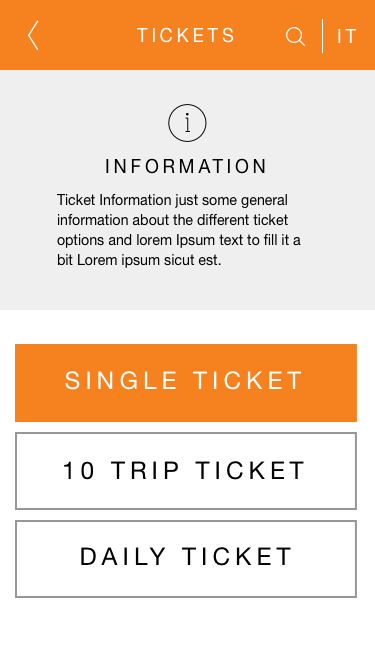 TICKETS
IT
INFORMATION
Ticket Information just some general
information about the different ticket
options and lorem Ipsum text to fill it a
bit Lorem ipsum sicut est.
SINGLE TICKET
10 TRIP TICKET
DAILY TICKET